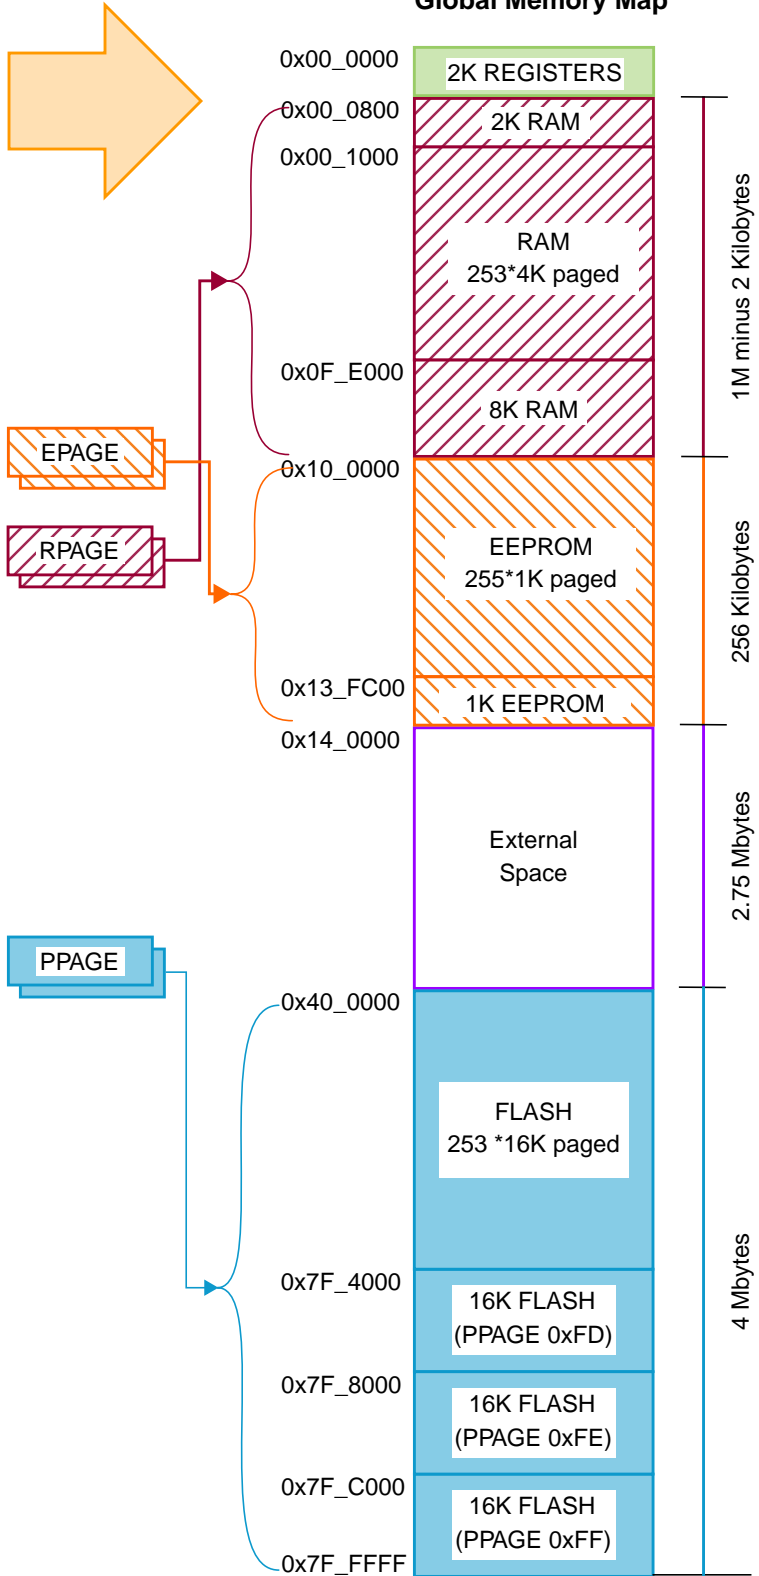 Global Memory Map
0x00_0000
2K REGISTERS
0x00_0800
2K RAM
0x00_1000
RAM
253*4K paged
1M minus 2 Kilobytes
0x0F_E000
8K RAM
EPAGE
0x10_0000
RPAGE
EEPROM
255*1K paged
256 Kilobytes
0x13_FC00
1K EEPROM
0x14_0000
External
Space
2.75 Mbytes
PPAGE
0x40_0000
FLASH
253 *16K paged
4 Mbytes
0x7F_4000
16K FLASH
(PPAGE 0xFD)
0x7F_8000
16K FLASH
(PPAGE 0xFE)
0x7F_C000
16K FLASH
(PPAGE 0xFF)
0x7F_FFFF